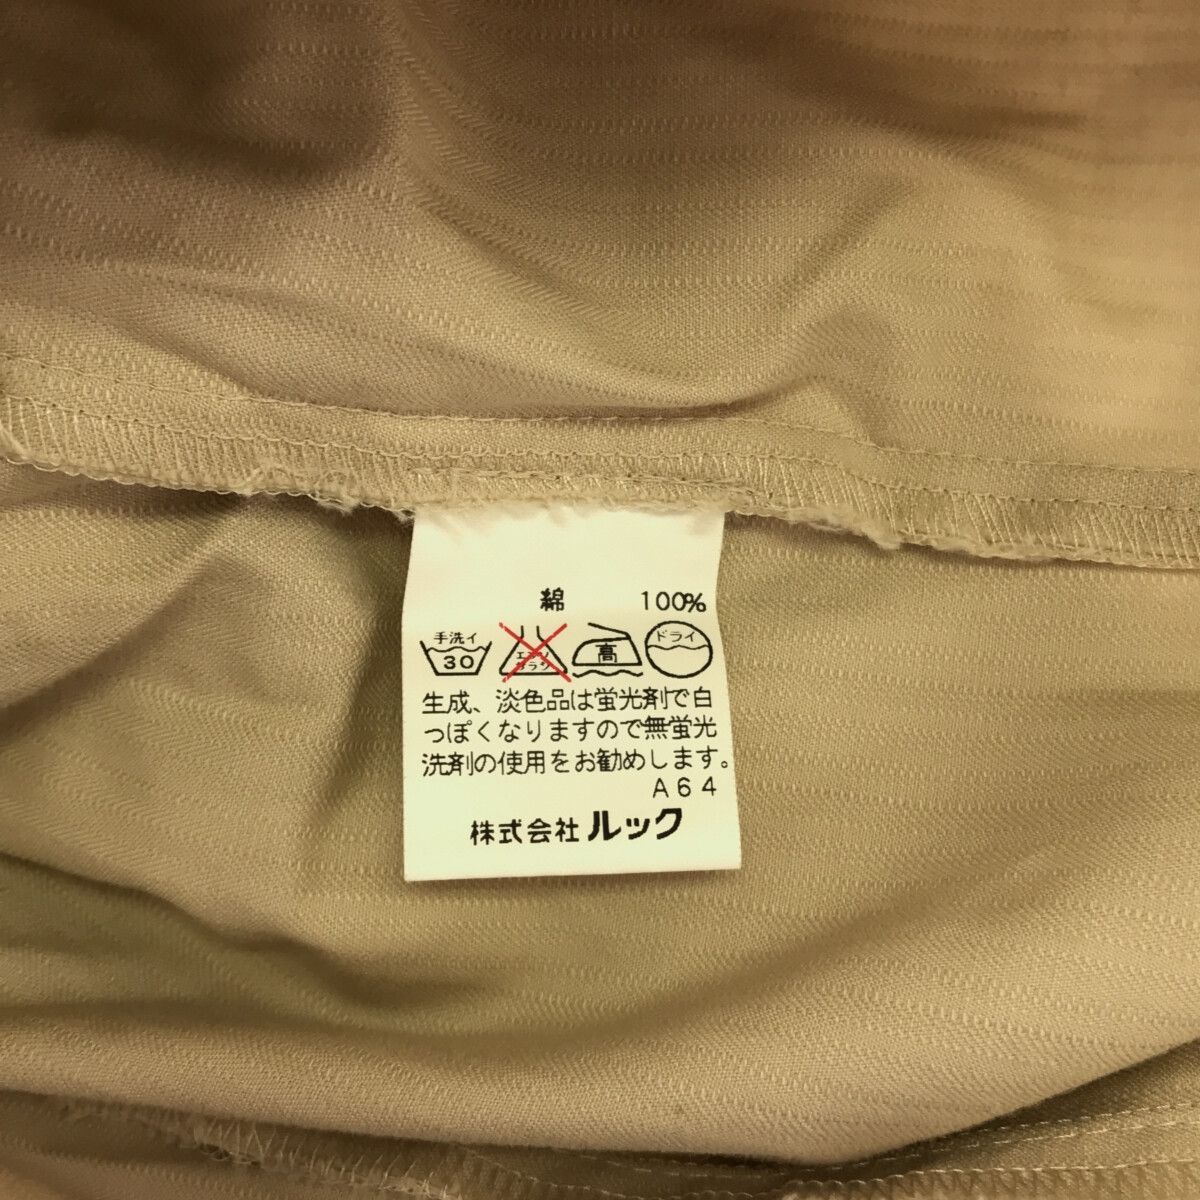 綿 100%
手洗イ 30 エンソ サラシ 高 ドライ
生成、淡色品は蛍光剤で白
っぽくなりますので無蛍光
洗剤の使用をお勧めします。
A64
株式会社ルック